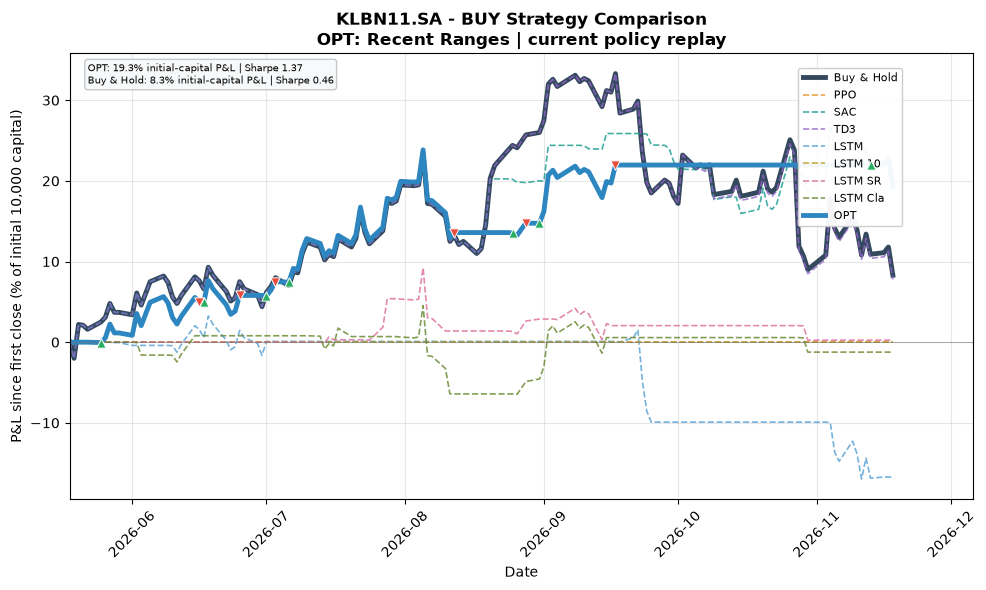 KLBN11.SA - BUY Strategy Comparison
OPT: Recent Ranges | current policy replay
OPT: 19.3% initial-capital P&L | Sharpe 1.37
Buy & Hold: 8.3% initial-capital P&L | Sharpe 0.46
Buy & Hold
PPO
SAC
TD3
LSTM
LSTM 10
LSTM SR
LSTM Cla
OPT
P&L since first close (% of initial 10,000 capital)
30
20
10
0
−10
2026-06
2026-07
2026-08
2026-09
2026-10
2026-11
2026-12
Date